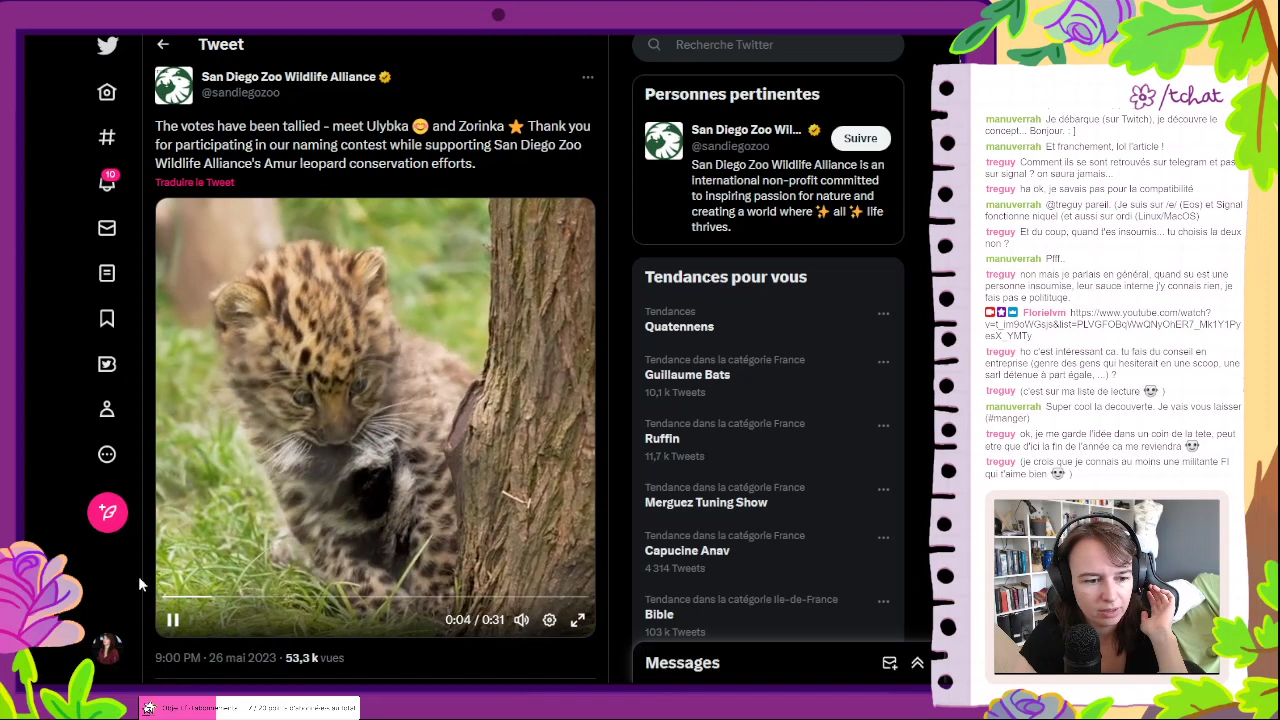 Tweet
San Diego Zoo Wildlife Alliance
@sandiegozoo
The votes have been tallied - meet Ulybka 😊 and Zorinka ⭐ Thank you
for participating in our naming contest while supporting San Diego Zoo
Wildlife Alliance's Amur leopard conservation efforts.
Traduire le Tweet
0:04 / 0:31
9:00 PM · 26 mai 2023 · 53,3 k vues
10
Recherche Twitter
Personnes pertinentes
San Diego Zoo Wil...
@sandiegozoo
Suivre
San Diego Zoo Wildlife Alliance is an
international non-profit committed
to inspiring passion for nature and
creating a world where ✨ all ✨ life
thrives.
Tendances pour vous
Tendances
Quatennens
Tendance dans la catégorie France
Guillaume Bats
10,1 k Tweets
Tendance dans la catégorie France
Ruffin
11,7 k Tweets
Tendance dans la catégorie France
Merguez Tuning Show
Tendance dans la catégorie France
Capucine Anav
4 314 Tweets
Tendance dans la catégorie Ile-de-France
Bible
103 k Tweets
Messages
/tchat
manuverrah Je débarque (sur Twitch), je découvre le
concept... Bonjour. : ]
manuverrah Et franchement, lol l'article !
treguy Comment ils se sont retrouvés sur telegram et pas
sur signal ? on saura jamais...
treguy ha ok, je savais pas pour la compatibilité
manuverrah @treguy pareil. (Je suis sur /e/ (Eos) et Signal
fonctionne niquel (et aussi sur ordi (Linux/MacOS)
treguy Et du coup, quand t'es insoumis... tu choisis la deux
non ?
manuverrah Pfff..
treguy non mais je parlais en général, quand su est une
personne insoumise, leur sauce interne j'y connais rien, je
fais pas e polituqe.
Florielvm https://www.youtube.com/watch?
treguy ho c'est intéressant ca. tu fais du conseil en
entreprise (genre des gens qui hesiteraient en une scoop, une
sarl détenue à part égale, ...) ?
treguy (c'est sur ma liste de lecture )
manuverrah Super cool la decouverte. Je vais vous laisser
(#manger)
treguy ok, je me garde l'idée dans un coin de la tete, peut
etre que d'ici la fin de l'année ca me reviendra
treguy (je crois que je connais au moins une militante FI
qui t'aime bien )